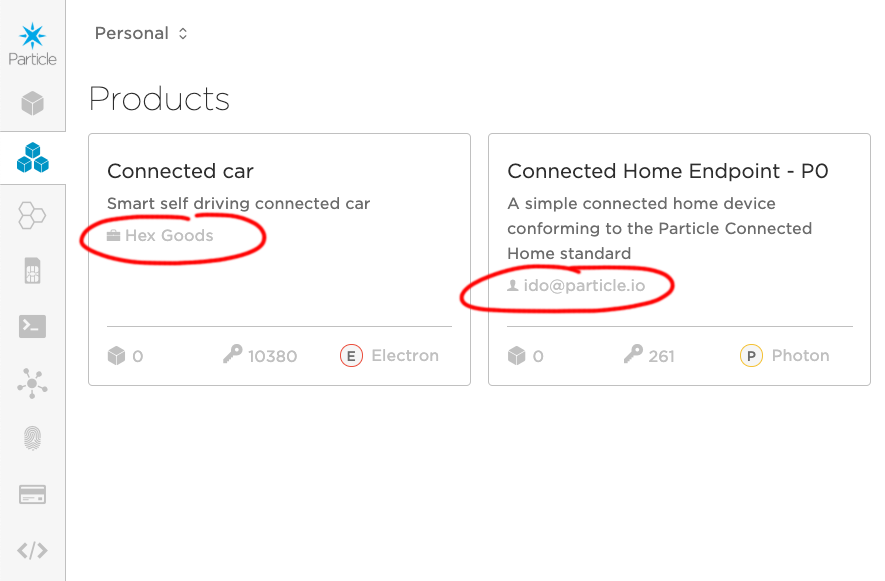 Particle
Personal
Products
Connected car
Smart self driving connected car
Hex Goods
0
10380
E
Electron
Connected Home Endpoint - P0
A simple connected home device
conforming to the Particle Connected
Home standard
ido@particle.io
0
261
P
Photon